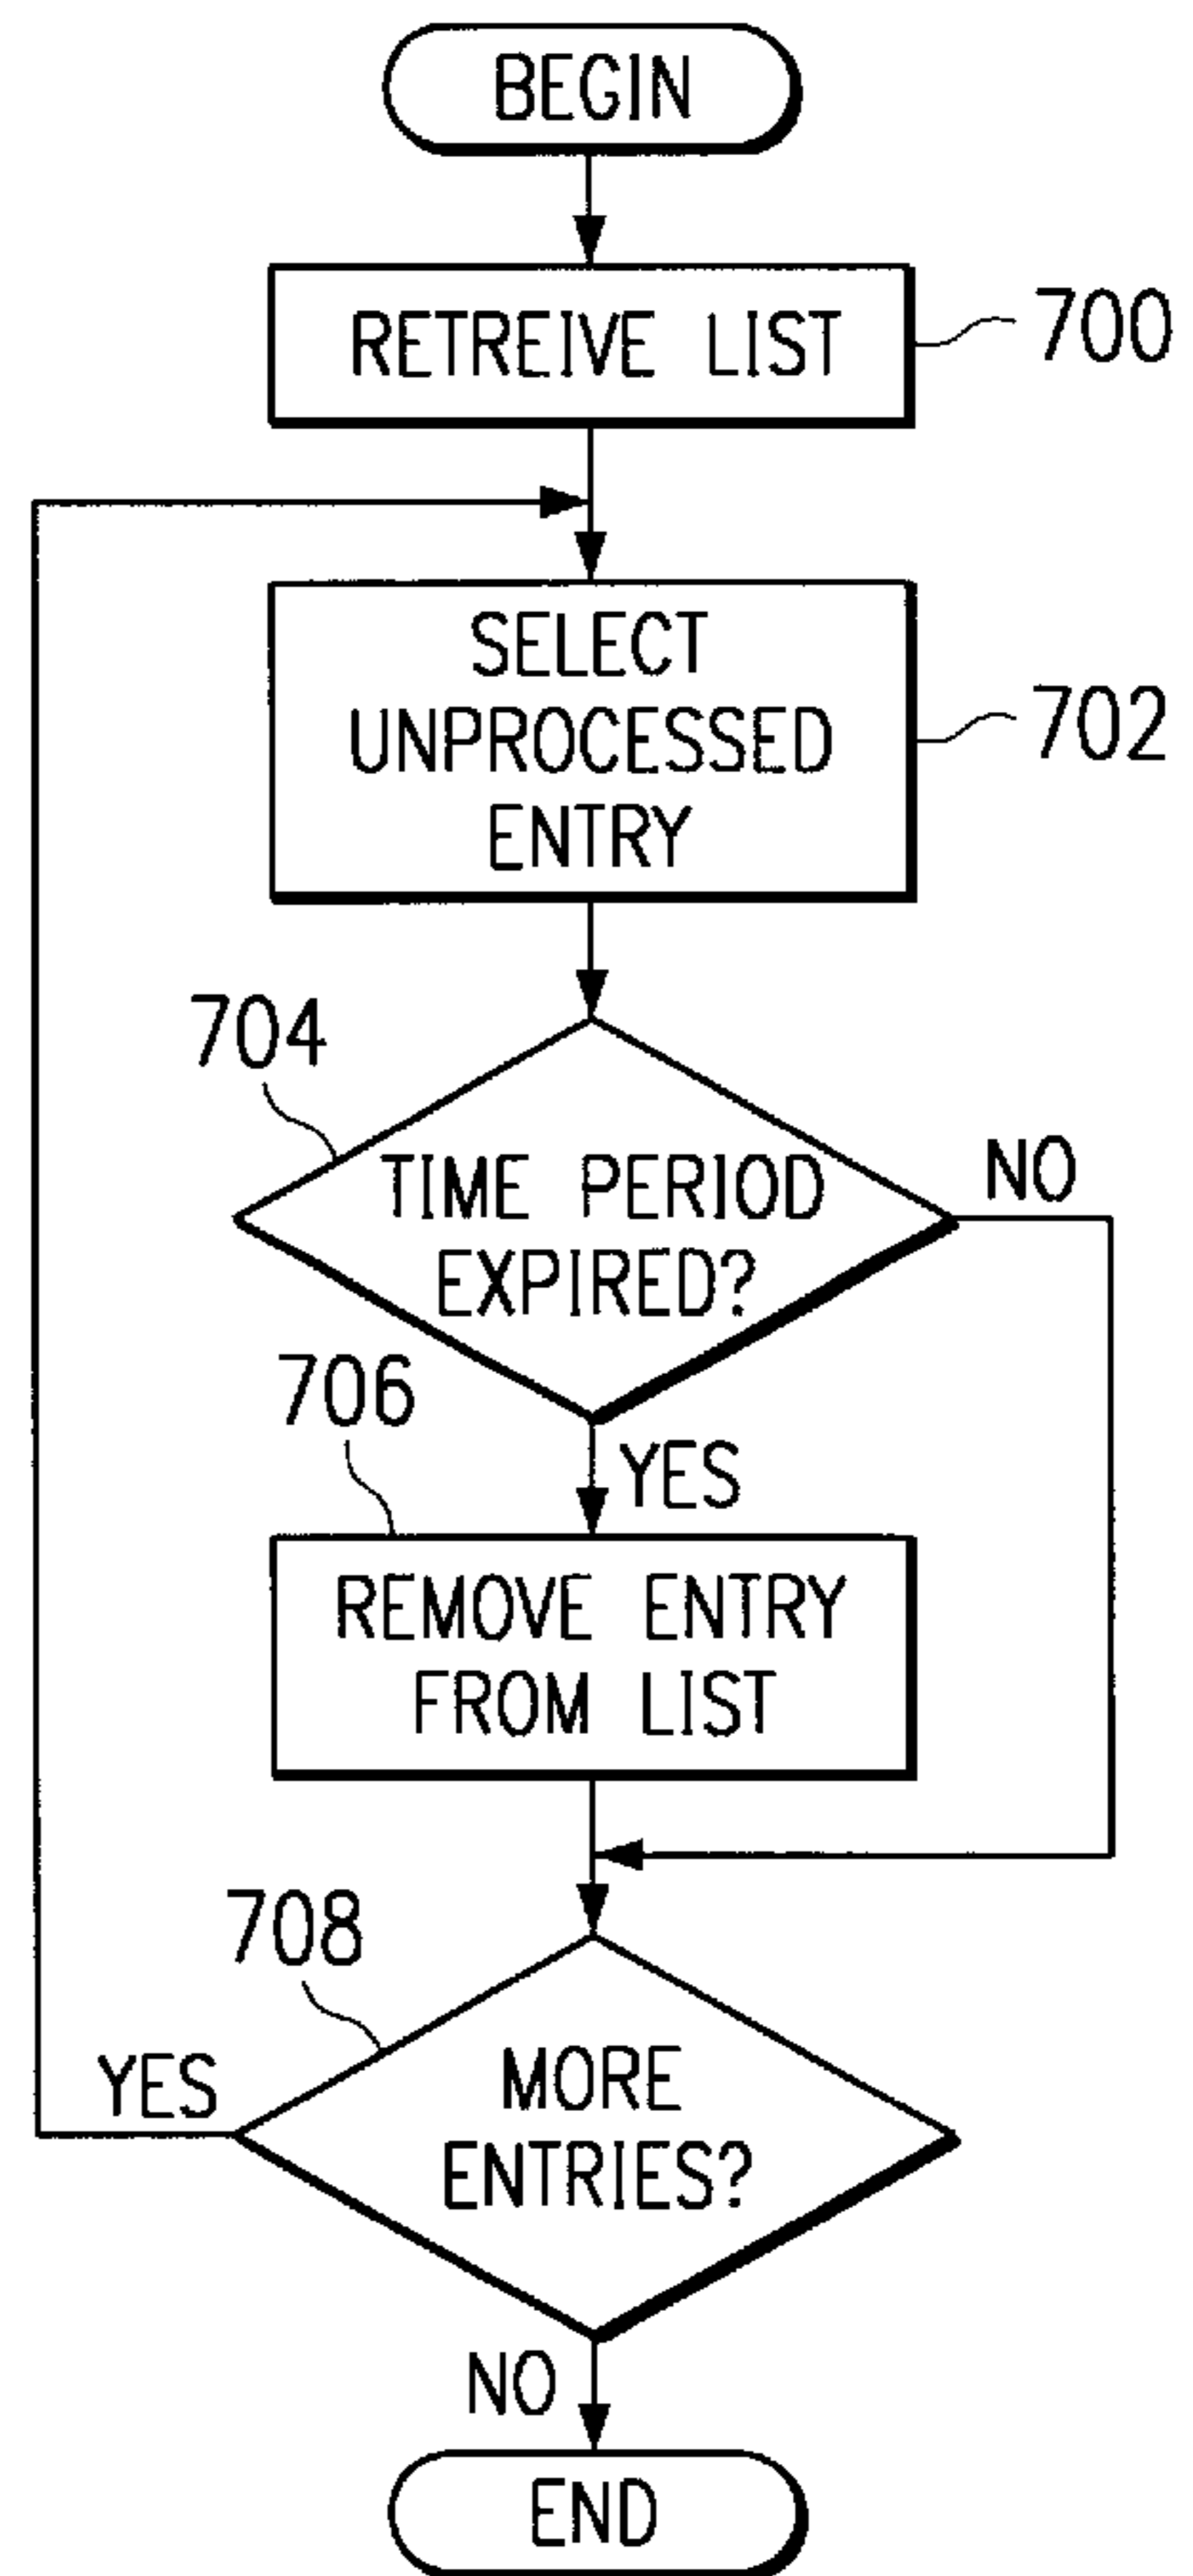 BEGIN
RETREIVE LIST
700
SELECT
UNPROCESSED
ENTRY
702
704
TIME PERIOD
EXPIRED?
NO
706
YES
REMOVE ENTRY
FROM LIST
708
YES
MORE
ENTRIES?
NO
END